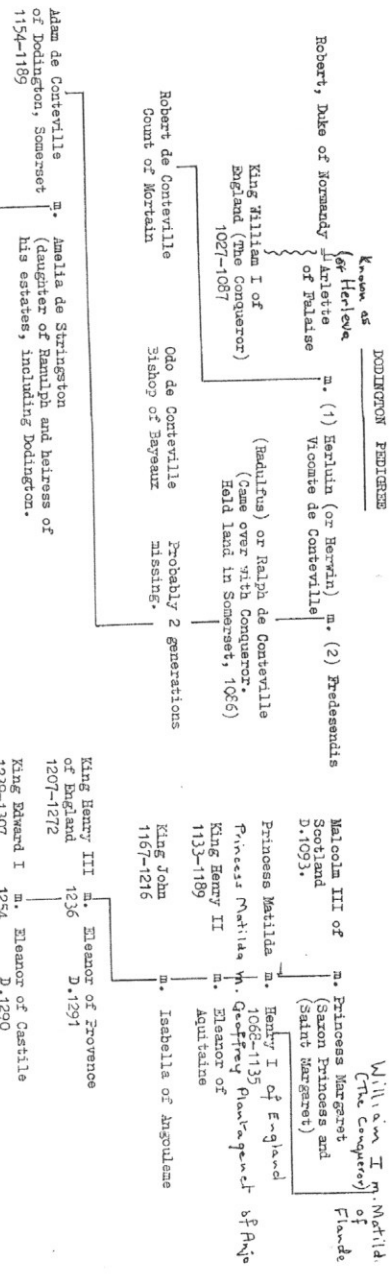 DODINGTON PEDIGREE
Known as
(or Herleva
Robert, Duke of Normandy = Arlette
of Falaise
m. (1) Herluin (or Herwin)
Vicomte de Conteville
m. (2) Fredesendis
King William I of
England (The Conqueror)
1027-1087
(Radulfus) or Ralph de Conteville
(Came over with Conqueror.
Held land in Somerset, 1086)
Robert de Conteville
Count of Mortain
Odo de Conteville
Bishop of Bayeaux
Probably 2 generations
missing.
Adam de Conteville
of Dodington, Somerset
1154-1189
m. Amelia de Stringston
(daughter of Ranulph and heiress of
his estates, including Dodington.
William I m. Matild
(The Conqueror) of
Flande
Malcolm III of
Scotland
D.1093.
m. Princess Margaret
(Saxon Princess and
(Saint Margaret)
Princess Matilda m. Henry I of England
1068-1135
Princess Matilda m. Geoffrey Plantagenet of Anjo
King Henry II
1133-1189
m. Eleanor of
Aquitaine
King John
1167-1216
m. Isabella of Angouleme
King Henry III
of England
1207-1272
m.
1236
Eleanor of Provence
D.1291
King Edward I m. Eleanor of Castile
1239-1307 1254 D.1290